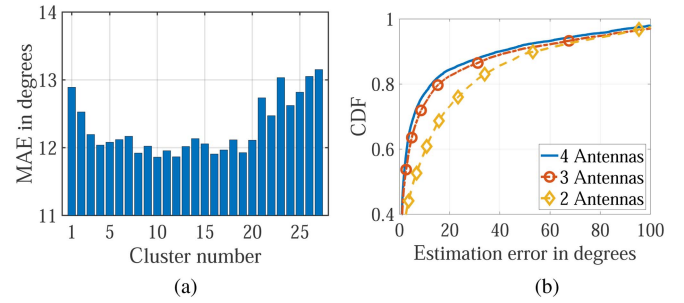 14
13
12
11
MAE in degrees
1 5 10 15 20 25
Cluster number
(a)
1
0.8
0.6
0.4
CDF
4 Antennas
3 Antennas
2 Antennas
0 20 40 60 80 100
Estimation error in degrees
(b)